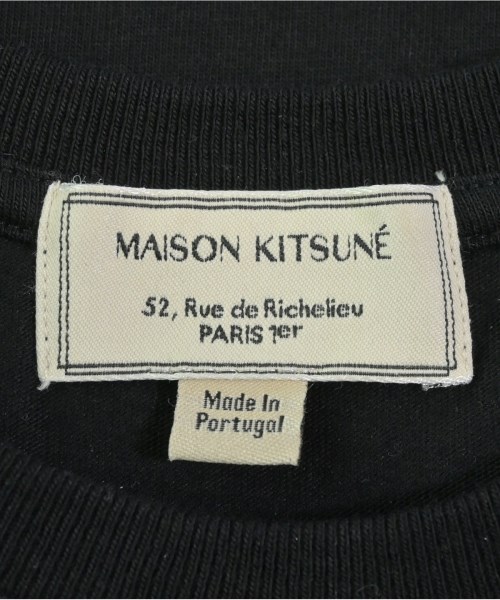 MAISON KITSUNÉ
52, Rue de Richelieu
PARIS 1er
Made In
Portugal